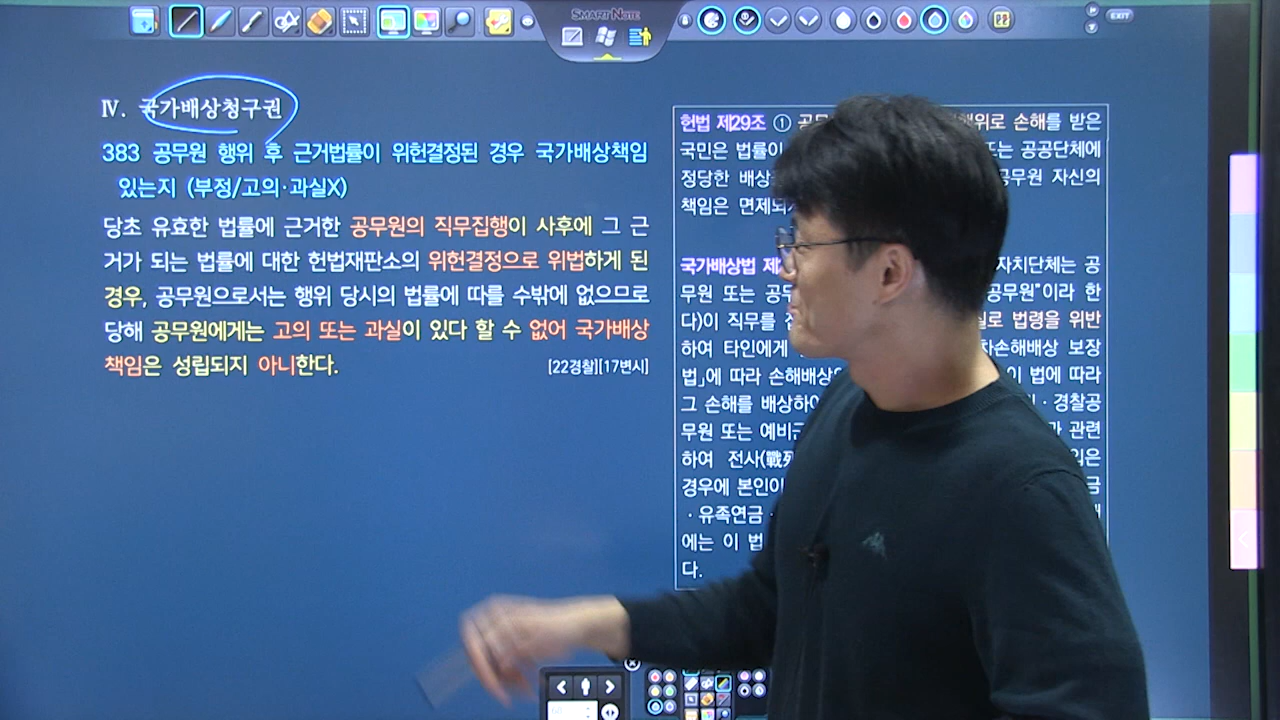 SMART NOTE
EXIT
Ⅳ. 국가배상청구권
383 공무원 행위 후 근거법률이 위헌결정된 경우 국가배상책임
있는지 (부정/고의·과실X)
당초 유효한 법률에 근거한 공무원의 직무집행이 사후에 그 근
거가 되는 법률에 대한 헌법재판소의 위헌결정으로 위법하게 된
경우, 공무원으로서는 행위 당시의 법률에 따를 수밖에 없으므로
당해 공무원에게는 고의 또는 과실이 있다 할 수 없어 국가배상
책임은 성립되지 아니한다.
[22경찰][17변시]
헌법 제29조 ① 행위로 손해를 받은
국민은 법률이 또는 공공단체에
정당한 배상 공무원 자신의
책임은 면제되
국가배상법 자치단체는 공
무원 또는 공무 공무원"이라 한
다)이 직무를 로 법령을 위반
하여 타인에게 손해배상 보장
법」에 따라 손해배상 이 법에 따라
그 손해를 배상하여 · 경찰공
무원 또는 예비군 관련
하여 전사(戰死 입은
경우에 본인이 금
· 유족연금
에는 이 법
다.